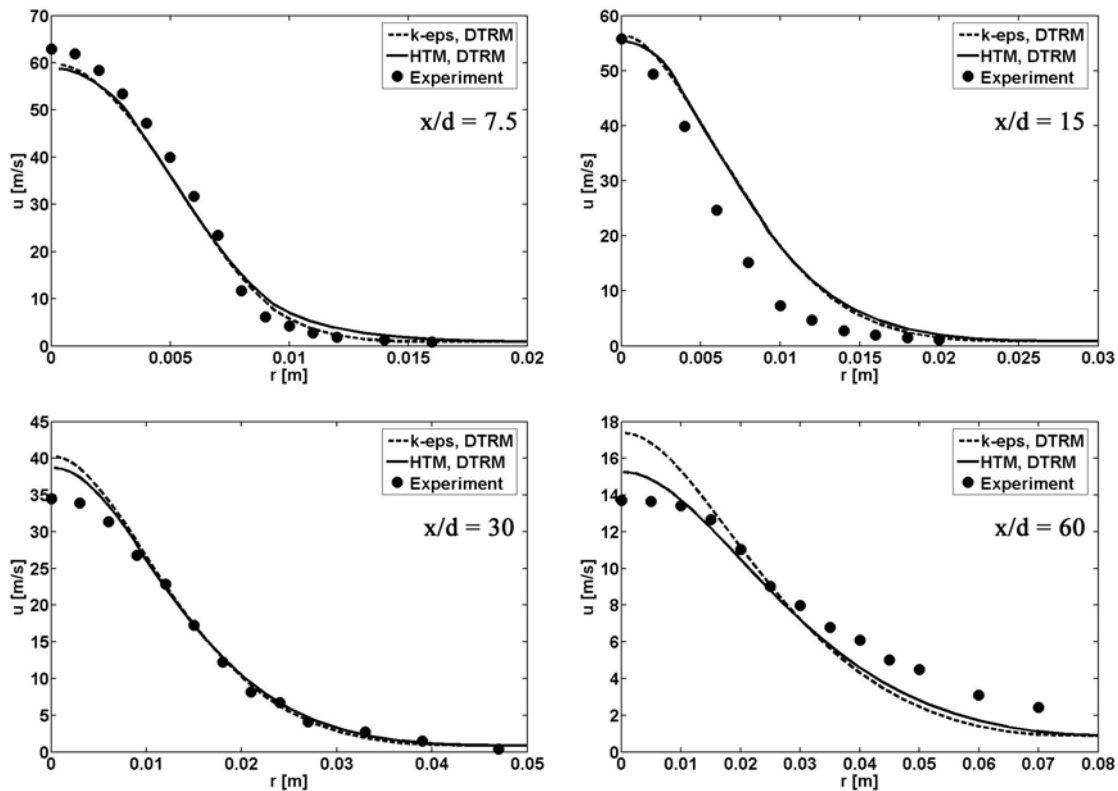 70
60
50
40
30
20
10
0
u [m/s]
0 0.005 0.01 0.015 0.02
r [m]
k-eps, DTRM
HTM, DTRM
Experiment
x/d = 7.5
60
50
40
30
20
10
0
u [m/s]
0 0.005 0.01 0.015 0.02 0.025 0.03
r [m]
k-eps, DTRM
HTM, DTRM
Experiment
x/d = 15
45
40
35
30
25
20
15
10
5
0
u [m/s]
0 0.01 0.02 0.03 0.04 0.05
r [m]
k-eps, DTRM
HTM, DTRM
Experiment
x/d = 30
18
16
14
12
10
8
6
4
2
0
u [m/s]
0 0.01 0.02 0.03 0.04 0.05 0.06 0.07 0.08
r [m]
k-eps, DTRM
HTM, DTRM
Experiment
x/d = 60